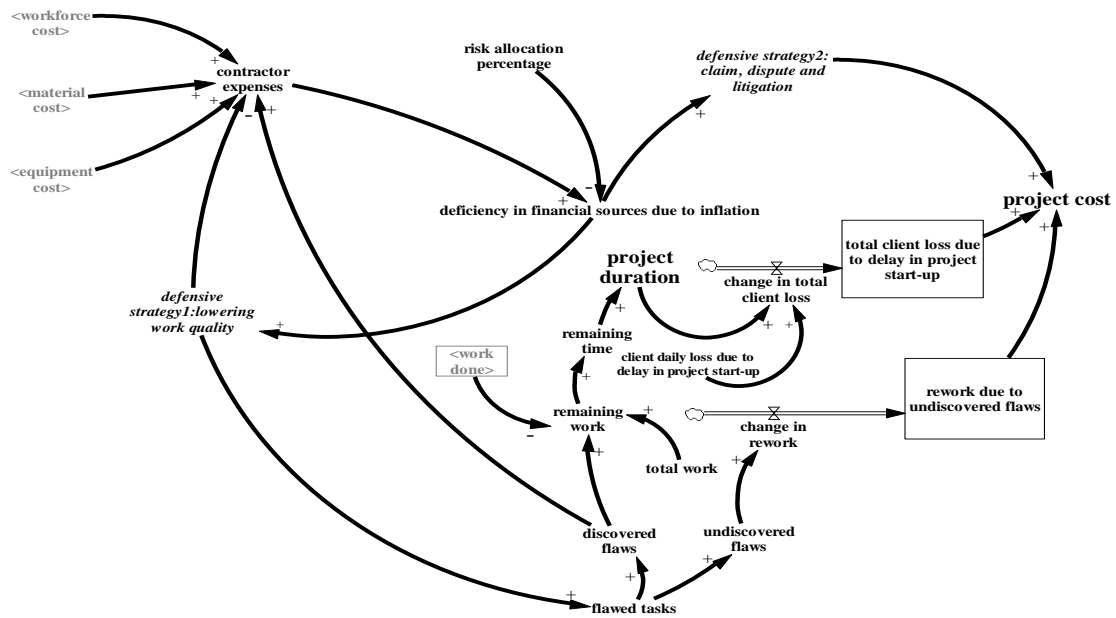 <workforce
cost>
contractor
expenses
<material
cost>
<equipment
cost>
risk allocation
percentage
defensive strategy2:
claim, dispute and
litigation
project cost
deficiency in financial sources due to inflation
project
duration
change in total
client loss
total client loss due
to delay in project
start-up
defensive
strategy1:lowering
work quality
remaining
time
client daily loss due to
delay in project start-up
<work
done>
remaining
work
total work
change in
rework
rework due to
undiscovered flaws
discovered
flaws
undiscovered
flaws
flawed tasks
+
+
+
−
+
+
−
+
+
+
+
+
+
+
+
+
−
+
+
+
+
+
+
+